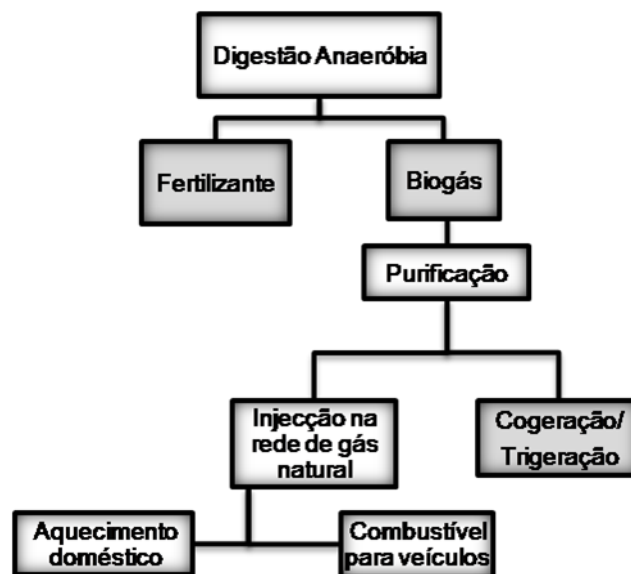 Digestão Anaeróbia
Fertilizante
Biogás
Purificação
Injecção na
rede de gás
natural
Cogeração/
Trigeração
Aquecimento
doméstico
Combustível
para veículos